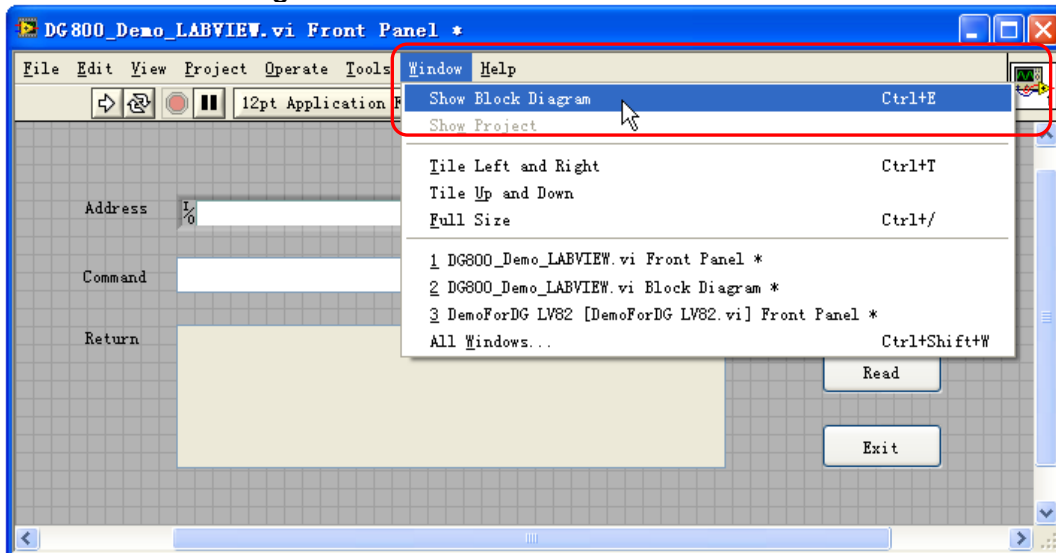 DG800_Demo_LABVIEW.vi Front Panel *
File Edit View Project Operate Tools Window Help
12pt Application
Show Block Diagram Ctrl+E
Show Project
Tile Left and Right Ctrl+T
Tile Up and Down
Full Size Ctrl+/
1 DG800_Demo_LABVIEW.vi Front Panel *
2 DG800_Demo_LABVIEW.vi Block Diagram *
3 DemoForDG LV82 [DemoForDG LV82.vi] Front Panel *
All Windows... Ctrl+Shift+W
Address
I/O
Command
Return
Read
Exit